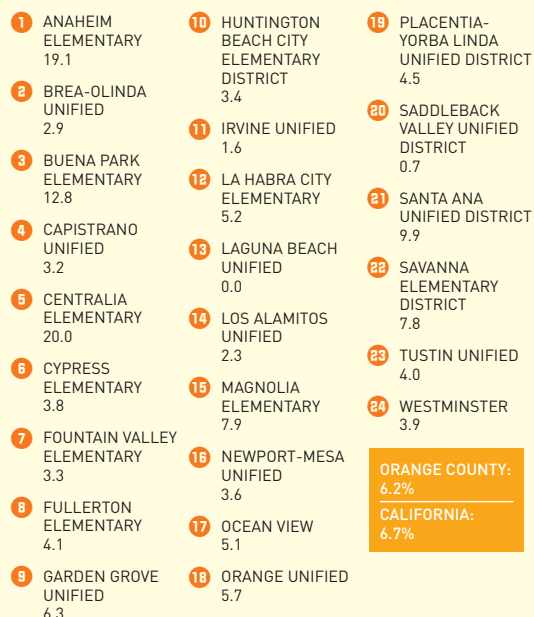 1 ANAHEIM
ELEMENTARY
19.1
2 BREA-OLINDA
UNIFIED
2.9
3 BUENA PARK
ELEMENTARY
12.8
4 CAPISTRANO
UNIFIED
3.2
5 CENTRALIA
ELEMENTARY
20.0
6 CYPRESS
ELEMENTARY
3.8
7 FOUNTAIN VALLEY
ELEMENTARY
3.3
8 FULLERTON
ELEMENTARY
4.1
9 GARDEN GROVE
UNIFIED
6.3
10 HUNTINGTON
BEACH CITY
ELEMENTARY
DISTRICT
3.4
11 IRVINE UNIFIED
1.6
12 LA HABRA CITY
ELEMENTARY
5.2
13 LAGUNA BEACH
UNIFIED
0.0
14 LOS ALAMITOS
UNIFIED
2.3
15 MAGNOLIA
ELEMENTARY
7.9
16 NEWPORT-MESA
UNIFIED
3.6
17 OCEAN VIEW
5.1
18 ORANGE UNIFIED
5.7
19 PLACENTIA-
YORBA LINDA
UNIFIED DISTRICT
4.5
20 SADDLEBACK
VALLEY UNIFIED
DISTRICT
0.7
21 SANTA ANA
UNIFIED DISTRICT
9.9
22 SAVANNA
ELEMENTARY
DISTRICT
7.8
23 TUSTIN UNIFIED
4.0
24 WESTMINSTER
3.9
ORANGE COUNTY:
6.2%
CALIFORNIA:
6.7%